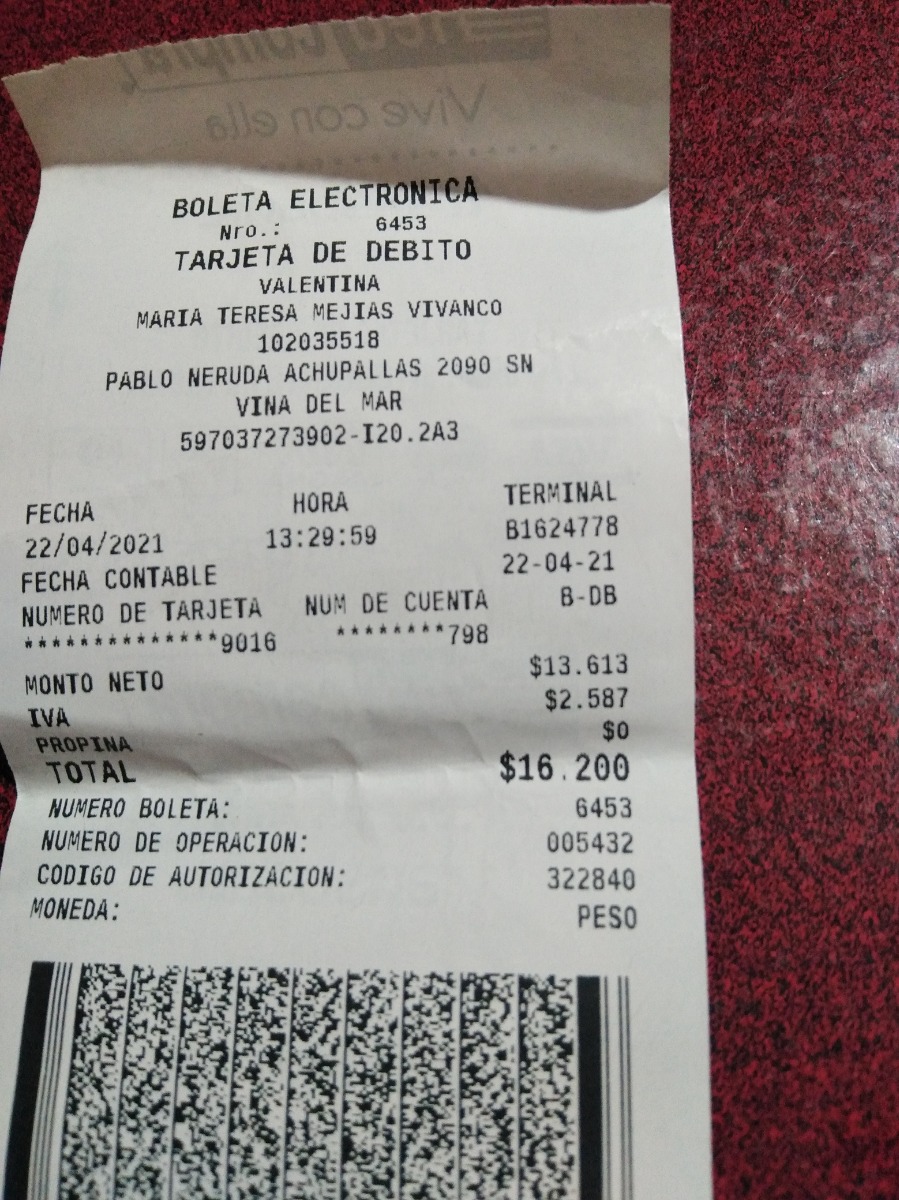 Vive con ella
BOLETA ELECTRONICA
Nro.: 6453
TARJETA DE DEBITO
VALENTINA
MARIA TERESA MEJIAS VIVANCO
102035518
PABLO NERUDA ACHUPALLAS 2090 SN
VINA DEL MAR
597037273902-I20.2A3
FECHA HORA TERMINAL
22/04/2021 13:29:59 B1624778
FECHA CONTABLE 22-04-21
NUMERO DE TARJETA NUM DE CUENTA B-DB
**************9016 ********798
MONTO NETO $13.613
IVA $2.587
PROPINA $0
TOTAL $16.200
NUMERO BOLETA: 6453
NUMERO DE OPERACION: 005432
CODIGO DE AUTORIZACION: 322840
MONEDA: PESO